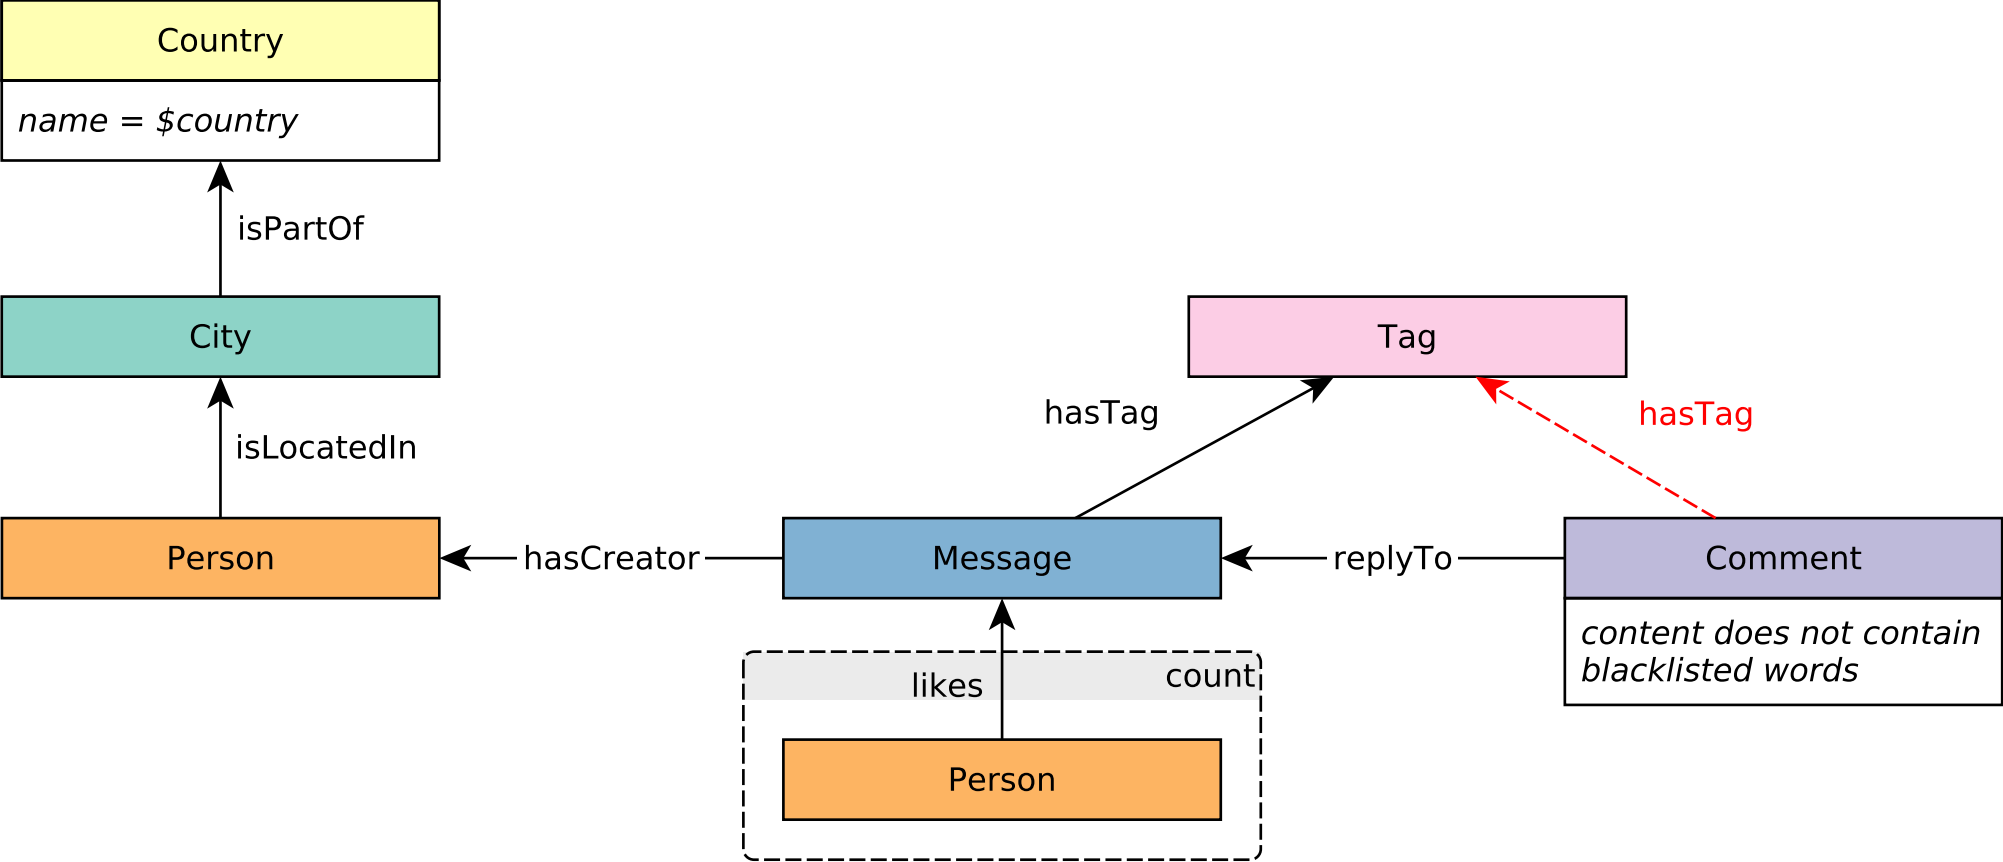 Country
name = $country
isPartOf
City
Tag
hasTag
hasTag
isLocatedIn
Person
hasCreator
Message
replyTo
Comment
content does not contain
blacklisted words
likes
count
Person